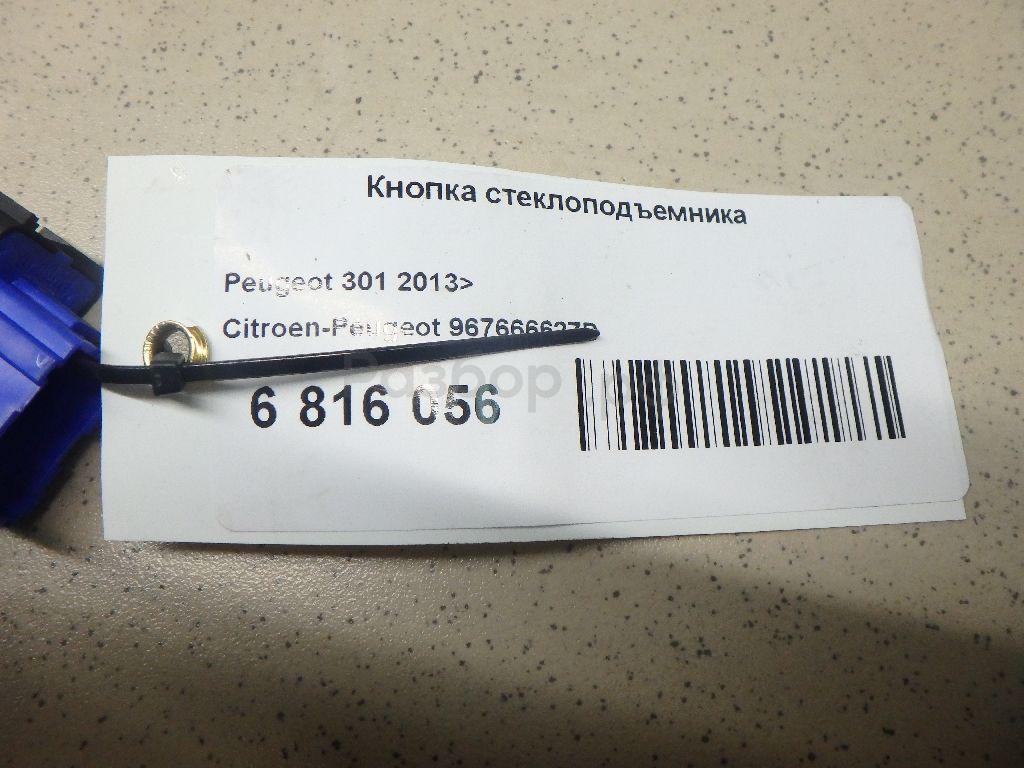 Кнопка стеклоподъемника
Peugeot 301 2013>
Citroen-Peugeot
6 816 056